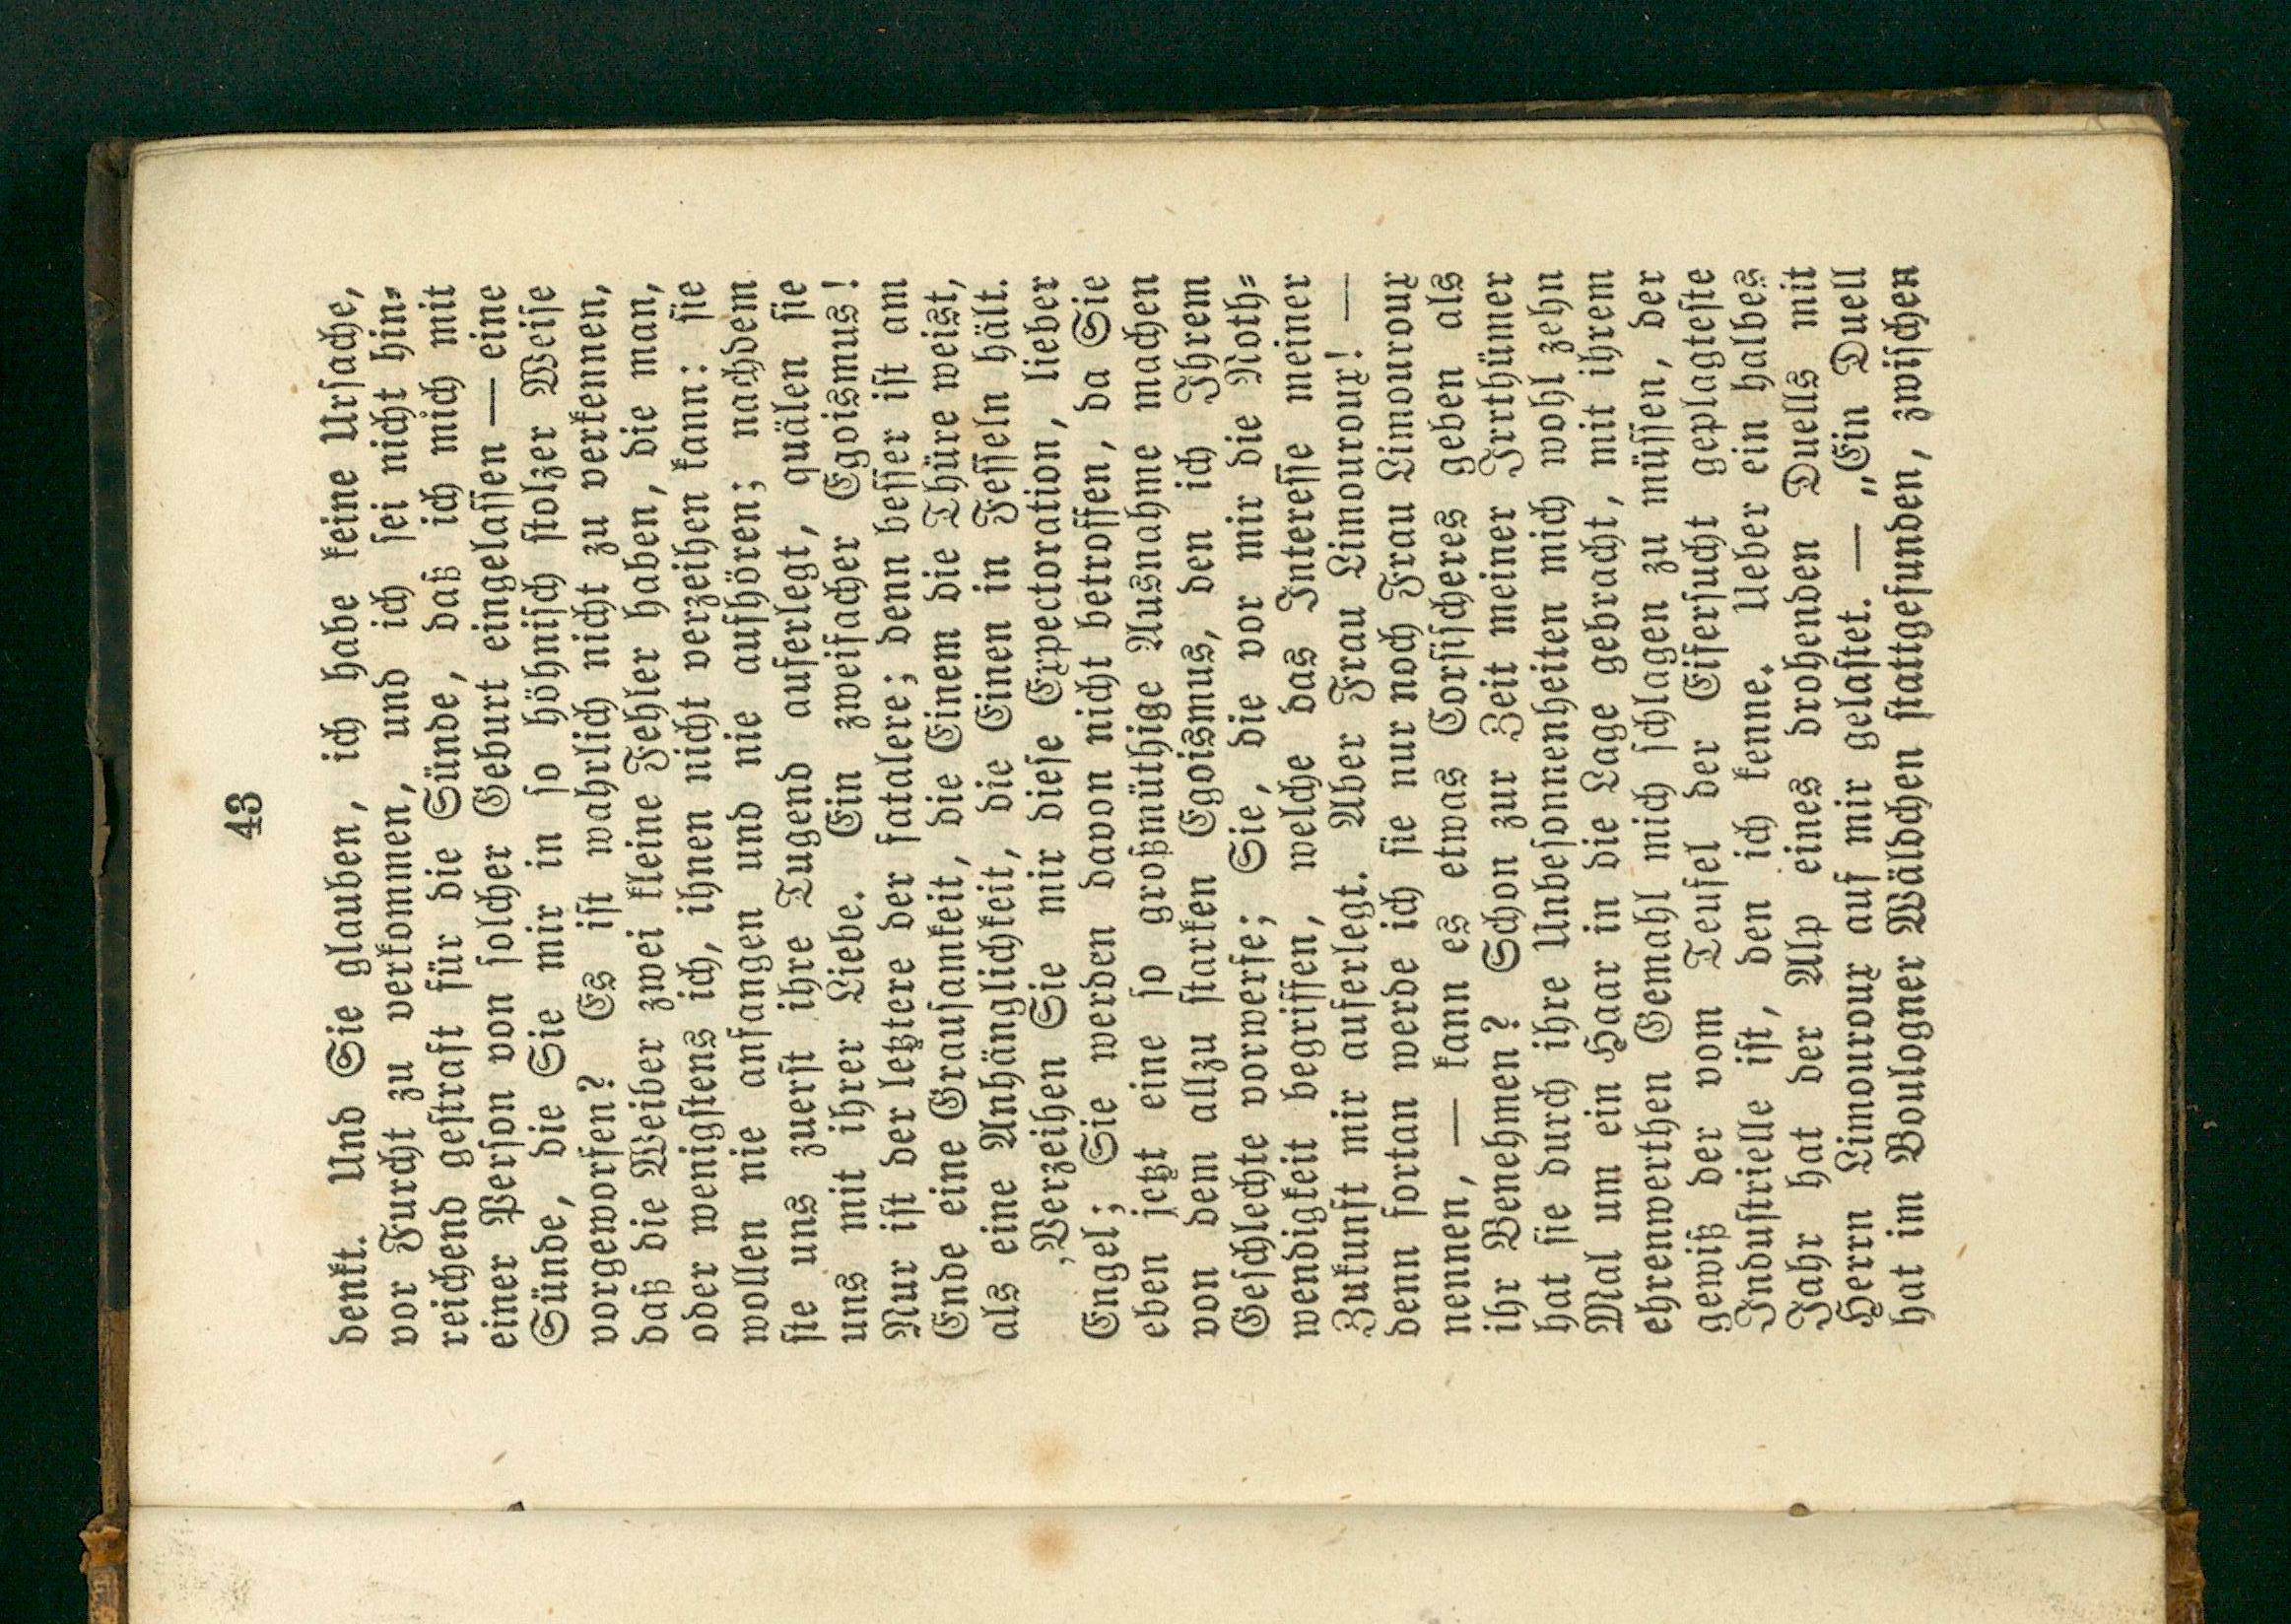 43
denkt. Und Sie glauben, ich habe keine Ursache,
vor Furcht zu verkommen, und ich sei nicht hin⸗
reichend gestraft für die Sünde, daß ich mich mit
einer Person von solcher Geburt eingelassen — eine
Sünde, die Sie mir in so höhnisch stolzer Weise
vorgeworfen? Es ist wahrlich nicht zu verkennen,
daß die Weiber zwei kleine Fehler haben, die man,
oder wenigstens ich, ihnen nicht verzeihen kann: sie
wollen nie anfangen und nie aufhören; nachdem
sie uns zuerst ihre Tugend auferlegt, quälen sie
uns mit ihrer Liebe. Ein zweifacher Egoismus!
Nur ist der letztere der fatalere; denn besser ist am
Ende eine Grausamkeit, die Einem die Thüre weist,
als eine Anhänglichkeit, die Einen in Fesseln hält.
‚Verzeihen Sie mir diese Expectoration, lieber
Engel; Sie werden davon nicht betroffen, da Sie
eben jetzt eine so großmüthige Ausnahme machen
von dem allzu starken Egoismus, den ich Ihrem
Geschlechte vorwerfe; Sie, die vor mir die Noth⸗
wendigkeit begriffen, welche das Interesse meiner
Zukunft mir auferlegt. Aber Frau Limouroux! —
denn fortan werde ich sie nur noch Frau Limouroux
nennen, — kann es etwas Corsischeres geben als
ihr Benehmen? Schon zur Zeit meiner Irrthümer
hat sie durch ihre Unbesonnenheiten mich wohl zehn
Mal um ein Haar in die Lage gebracht, mit ihrem
ehrenwerthen Gemahl mich schlagen zu müssen, der
gewiß der vom Teufel der Eifersucht geplagteste
Industrielle ist, den ich kenne. Ueber ein halbes
Jahr hat der Alp eines drohenden Duells mit
Herrn Limouroux auf mir gelastet. — „Ein Duell
hat im Boulogner Wäldchen stattgefunden, zwischen